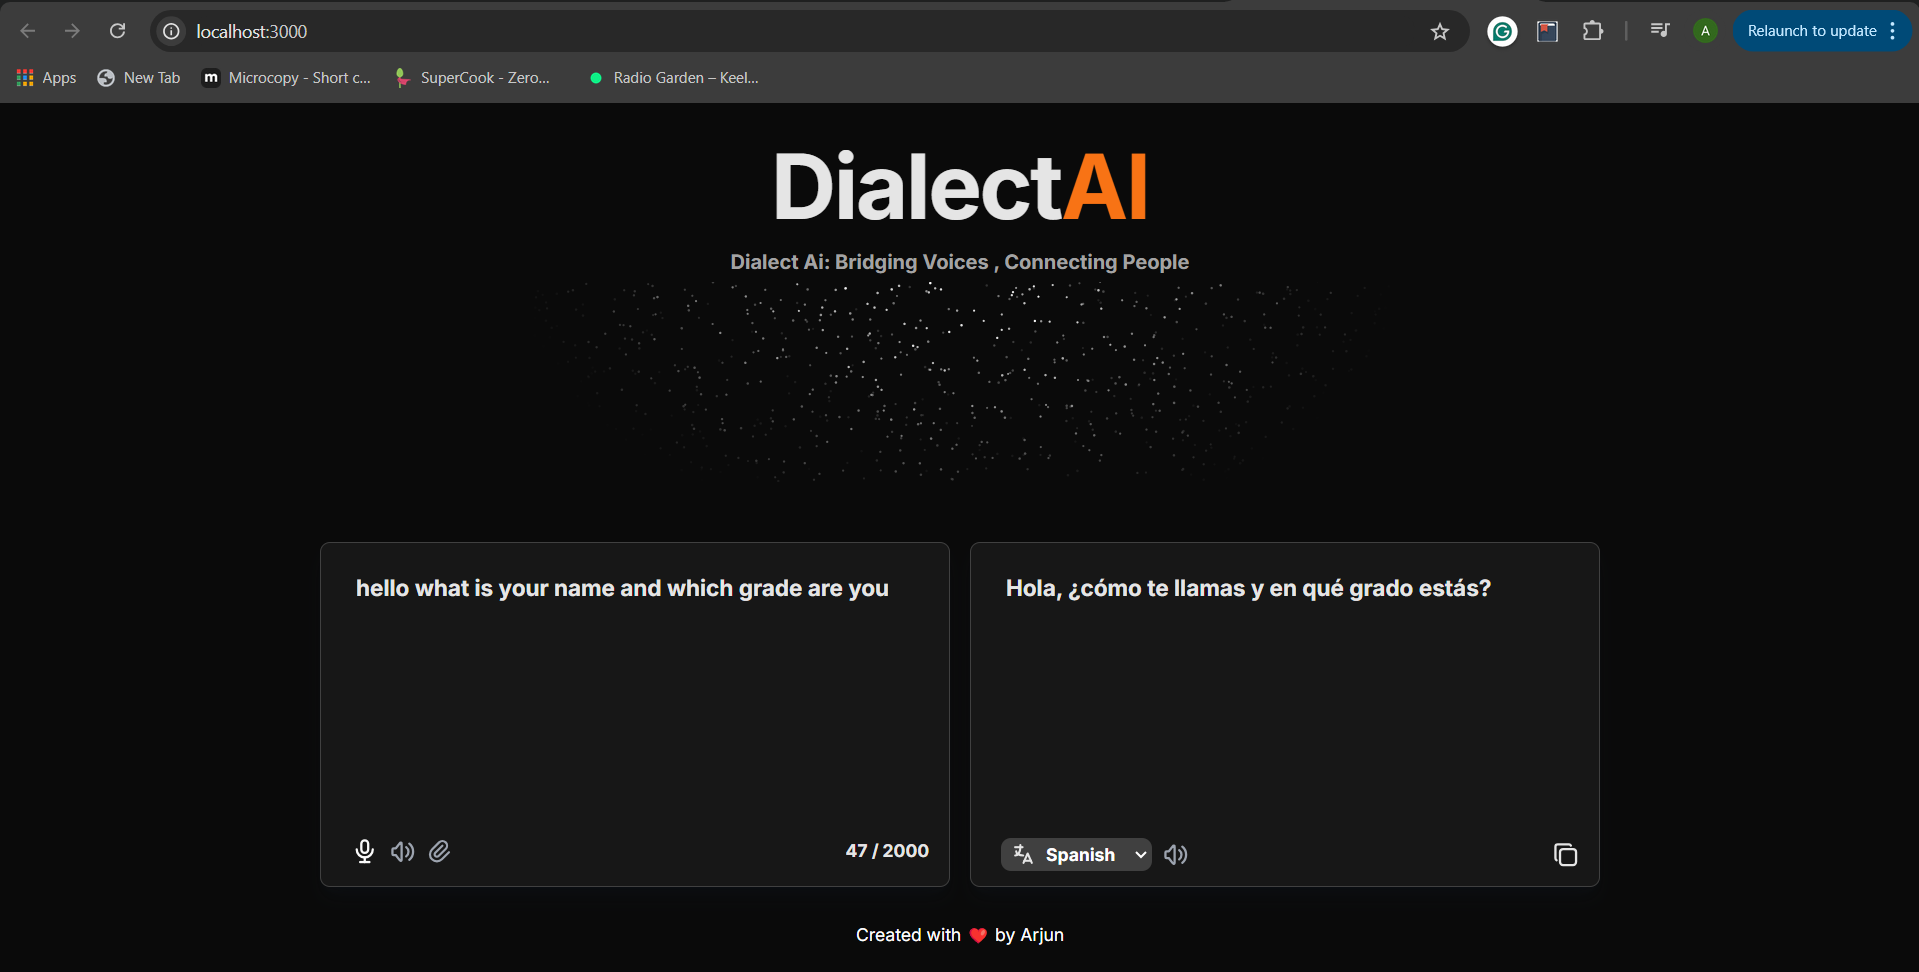 localhost:3000
A
Relaunch to update
Apps
New Tab
m Microcopy - Short c...
SuperCook - Zero...
Radio Garden – Keel...
DialectAI
Dialect Ai: Bridging Voices , Connecting People
hello what is your name and which grade are you
Hola, ¿cómo te llamas y en qué grado estás?
47 / 2000
Spanish
Created with ❤️ by Arjun